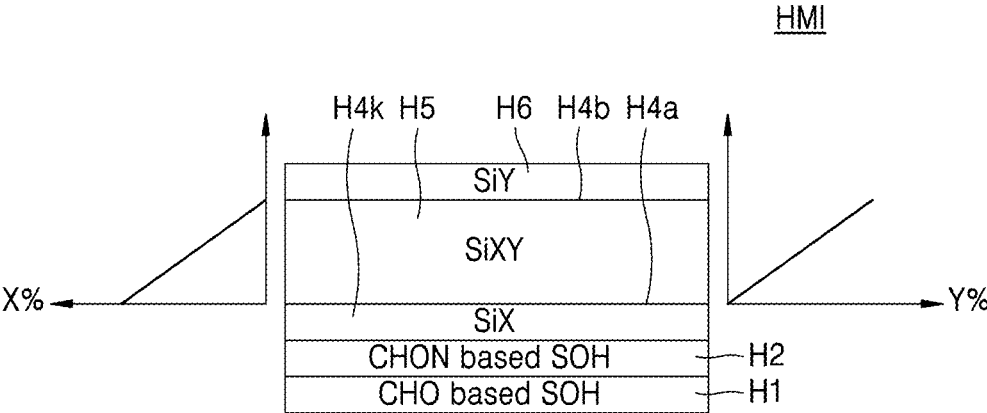 HMI
H4k H5 H6 H4b H4a
SiY
SiXY
X% Y%
SiX
CHON based SOH H2
CHO based SOH H1